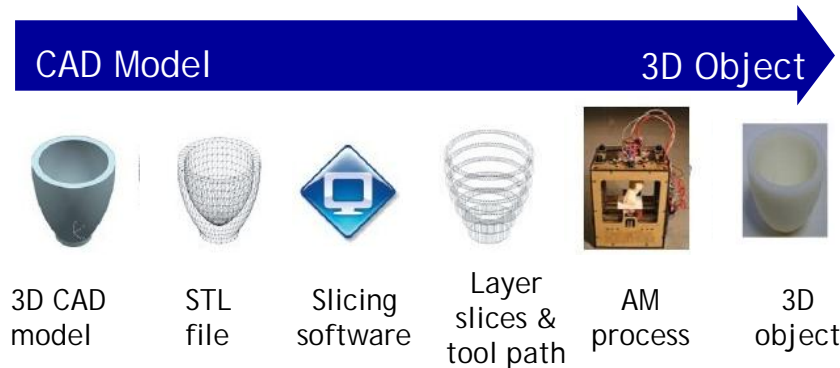 CAD Model
3D Object
3D CAD
model
STL
file
Slicing
software
Layer
slices &
tool path
AM
process
3D
object